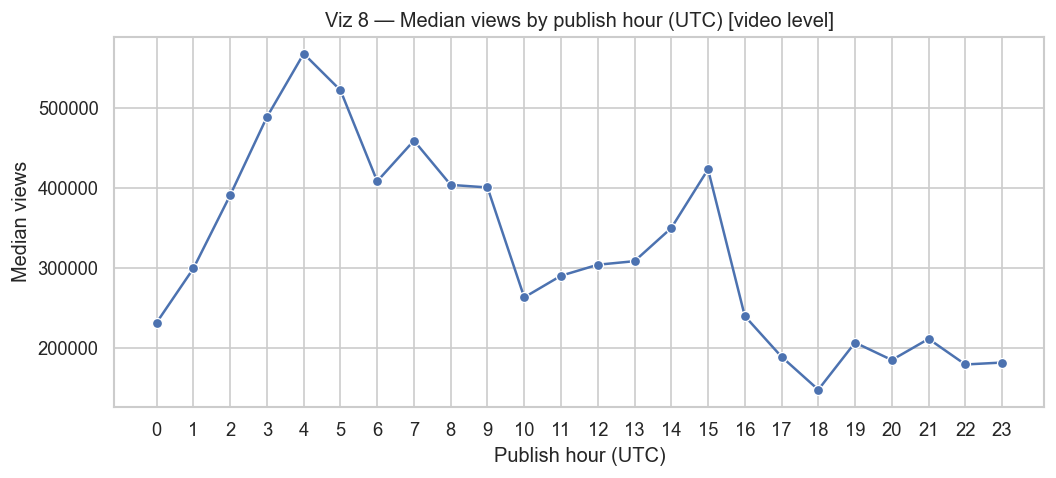 Viz 8 — Median views by publish hour (UTC) [video level]
Median views
500000
400000
300000
200000
0 1 2 3 4 5 6 7 8 9 10 11 12 13 14 15 16 17 18 19 20 21 22 23
Publish hour (UTC)